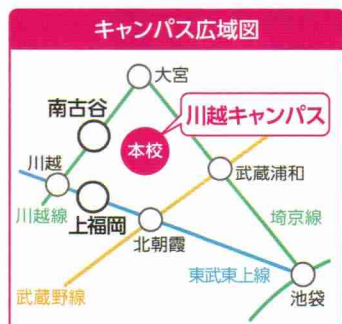 キャンパス広域図
大宮
南古谷
川越キャンパス
本校
川越
武蔵浦和
川越線
上福岡
埼京線
北朝霞
東武東上線
武蔵野線
池袋